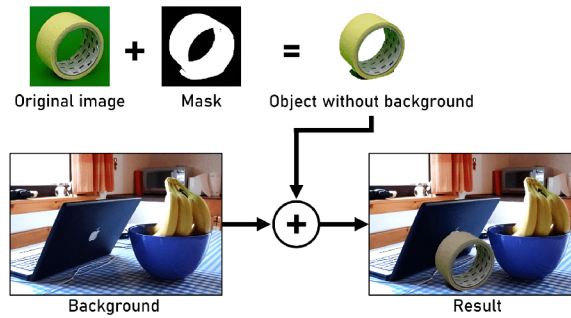 +
=
Original image
Mask
Object without background
+
Background
Result